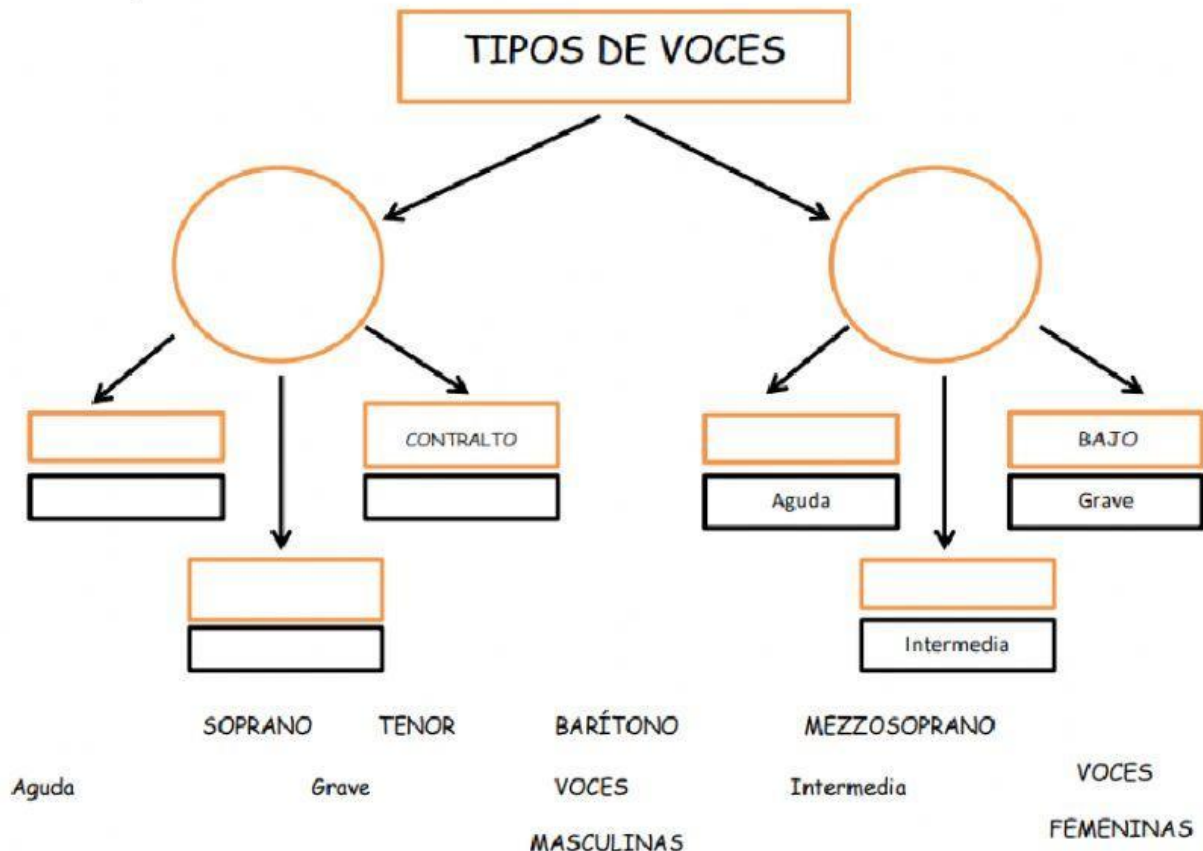 TIPOS DE VOCES
CONTRALTO
BAJO
Aguda
Grave
Intermedia
SOPRANO TENOR BARÍTONO MEZZOSOPRANO
Aguda Grave VOCES Intermedia VOCES
MASCULINAS FEMENINAS